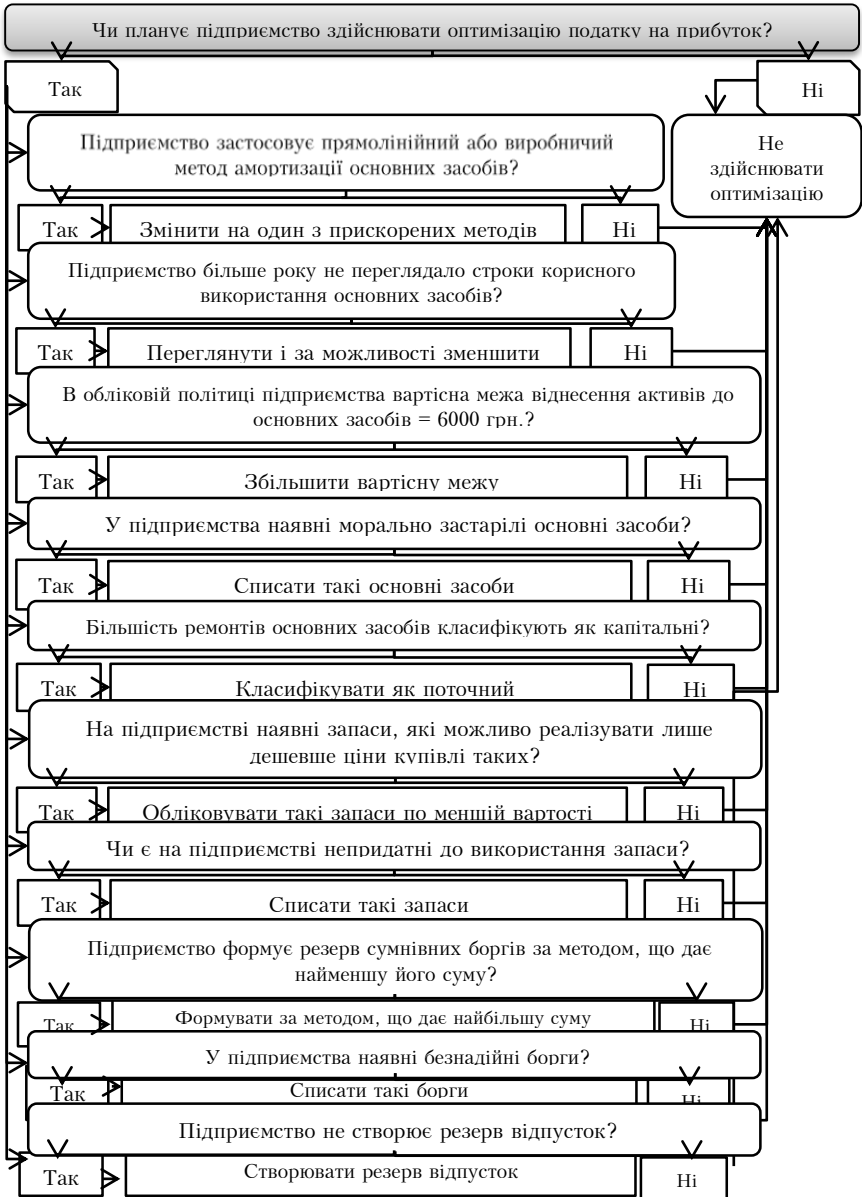 Чи планує підприємство здійснювати оптимізацію податку на прибуток?
Так
Ні
Підприємство застосовує прямолінійний або виробничий
метод амортизації основних засобів?
Не
здійснювати
оптимізацію
Так
Змінити на один з прискорених методів
Ні
Підприємство більше року не переглядало строки корисного
використання основних засобів?
Так
Переглянути і за можливості зменшити
Ні
В обліковій політиці підприємства вартісна межа віднесення активів до
основних засобів = 6000 грн.?
Так
Збільшити вартісну межу
Ні
У підприємства наявні морально застарілі основні засоби?
Так
Списати такі основні засоби
Ні
Більшість ремонтів основних засобів класифікують як капітальні?
Так
Класифікувати як поточний
Ні
На підприємстві наявні запаси, які можливо реалізувати лише
дешевше ціни купівлі таких?
Так
Обліковувати такі запаси по меншій вартості
Ні
Чи є на підприємстві непридатні до використання запаси?
Так
Списати такі запаси
Ні
Підприємство формує резерв сумнівних боргів за методом, що дає
найменшу його суму?
Так
Формувати за методом, що дає найбільшу суму
Ні
У підприємства наявні безнадійні борги?
Так
Списати такі борги
Ні
Підприємство не створює резерв відпусток?
Так
Створювати резерв відпусток
Ні